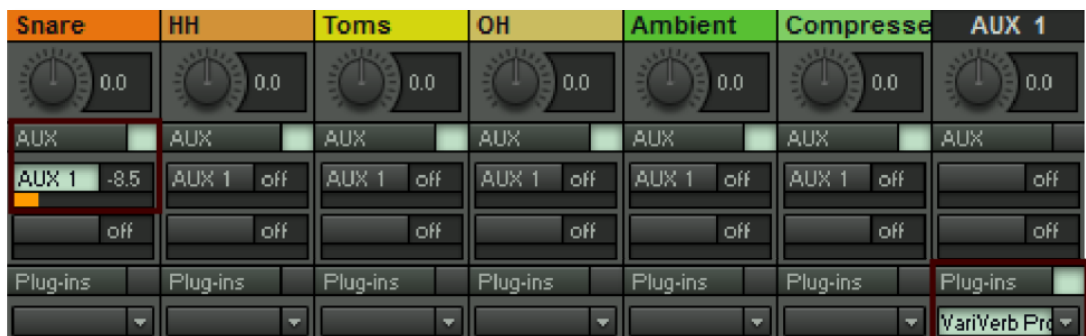 Snare HH Toms OH Ambient Compresse AUX 1
0.0 0.0 0.0 0.0 0.0 0.0 0.0
AUX AUX AUX AUX AUX AUX AUX
AUX 1 -8.5 AUX 1 off AUX 1 off AUX 1 off AUX 1 off AUX 1 off off
off off off off off off off
Plug-ins Plug-ins Plug-ins Plug-ins Plug-ins Plug-ins Plug-ins
VariVerb Pro